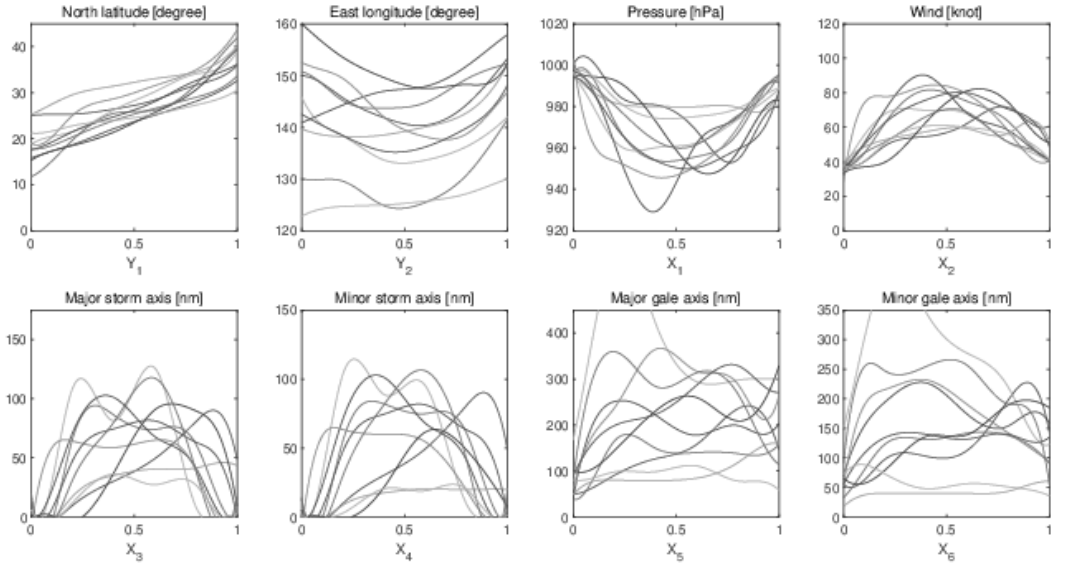 North latitude [degree]
40
30
20
10
0
0 0.5 1
Y1
East longitude [degree]
160
150
140
130
120
0 0.5 1
Y2
Pressure [hPa]
1020
1000
980
960
940
920
0 0.5 1
X1
Wind [knot]
120
100
80
60
40
20
0
0 0.5 1
X2
Major storm axis [nm]
150
100
50
0
0 0.5 1
X3
Minor storm axis [nm]
150
100
50
0
0 0.5 1
X4
Major gale axis [nm]
400
300
200
100
0
0 0.5 1
X5
Minor gale axis [nm]
350
300
250
200
150
100
50
0
0 0.5 1
X6